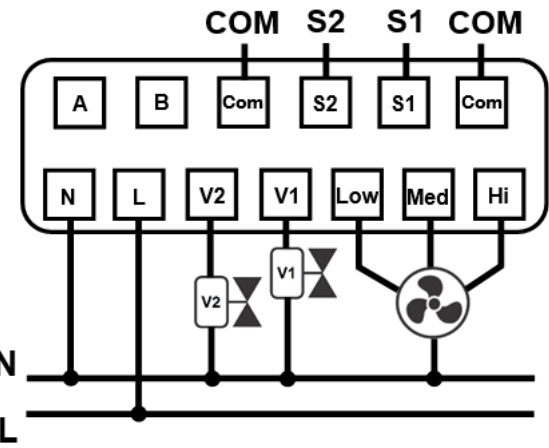 COM S2 S1 COM
A B Com S2 S1 Com
N L V2 V1 Low Med Hi
V1
V2
N
L